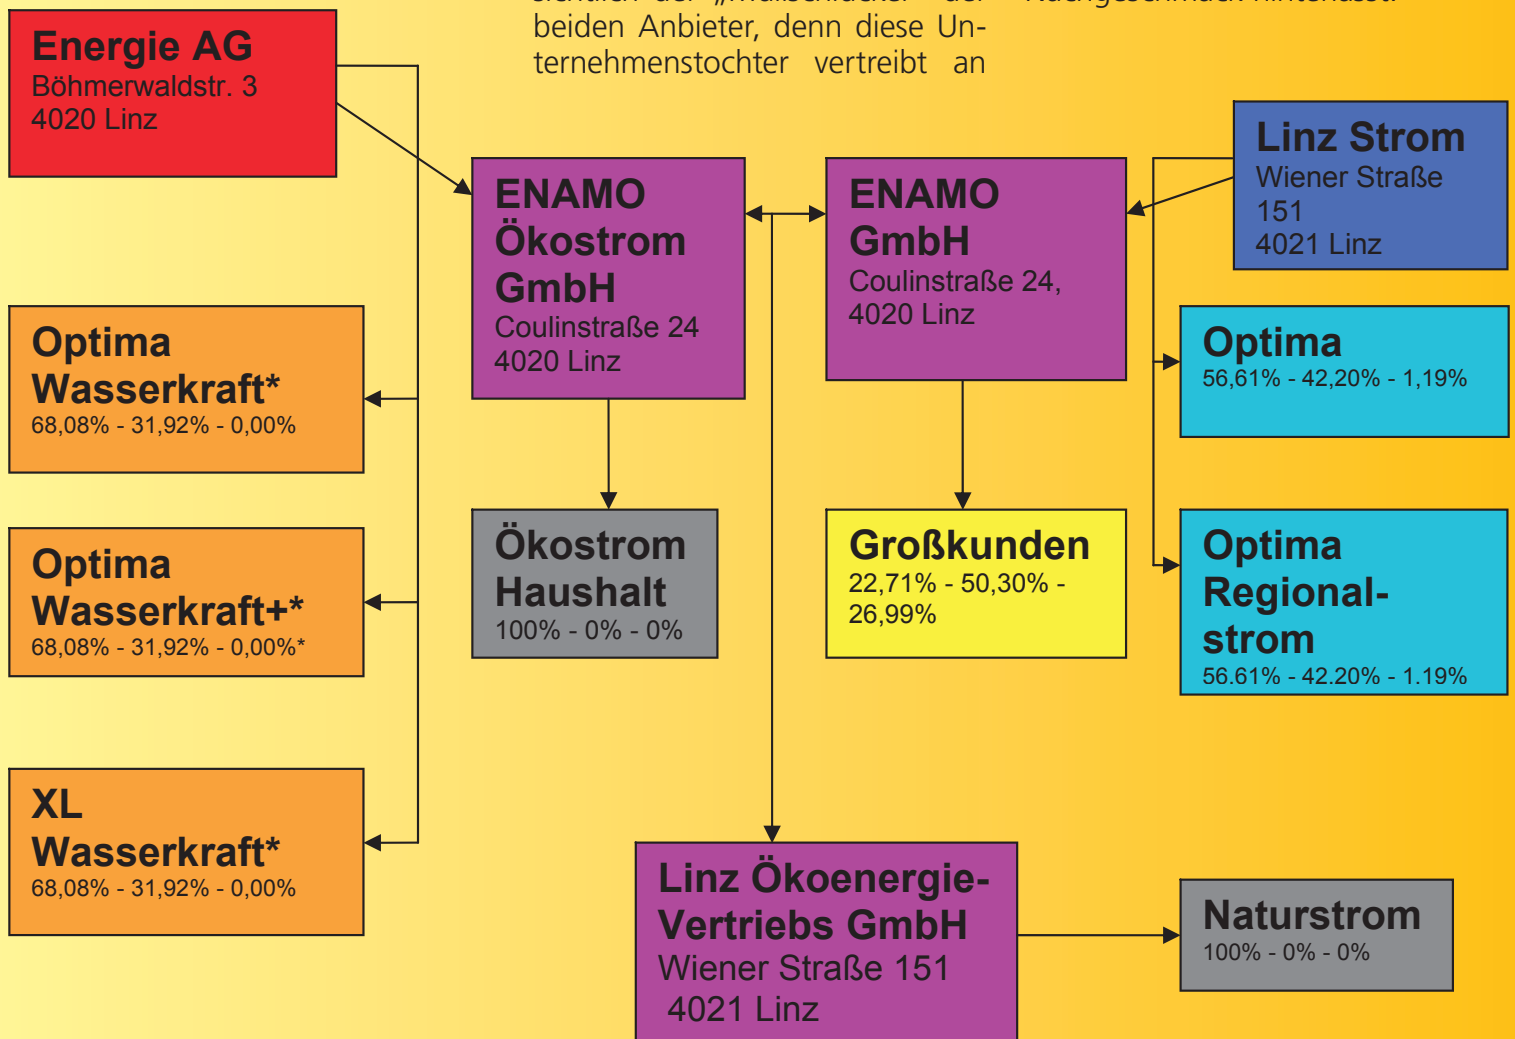 beiden Anbieter, denn diese Un-
ternehmenstochter vertreibt an
Nachgeschmack hinterlässt.
Energie AG
Böhmerwaldstr. 3
4020 Linz
ENAMO
Ökostrom
GmbH
Coulinstraße 24
4020 Linz
ENAMO
GmbH
Coulinstraße 24,
4020 Linz
Linz Strom
Wiener Straße
151
4021 Linz
Optima
Wasserkraft*
68,08% - 31,92% - 0,00%
Optima
56,61% - 42,20% - 1,19%
Optima
Wasserkraft+*
68,08% - 31,92% - 0,00%*
Ökostrom
Haushalt
100% - 0% - 0%
Großkunden
22,71% - 50,30% -
26,99%
Optima
Regional-
strom
56.61% - 42.20% - 1.19%
XL
Wasserkraft*
68,08% - 31,92% - 0,00%
Linz Ökoenergie-
Vertriebs GmbH
Wiener Straße 151
4021 Linz
Naturstrom
100% - 0% - 0%